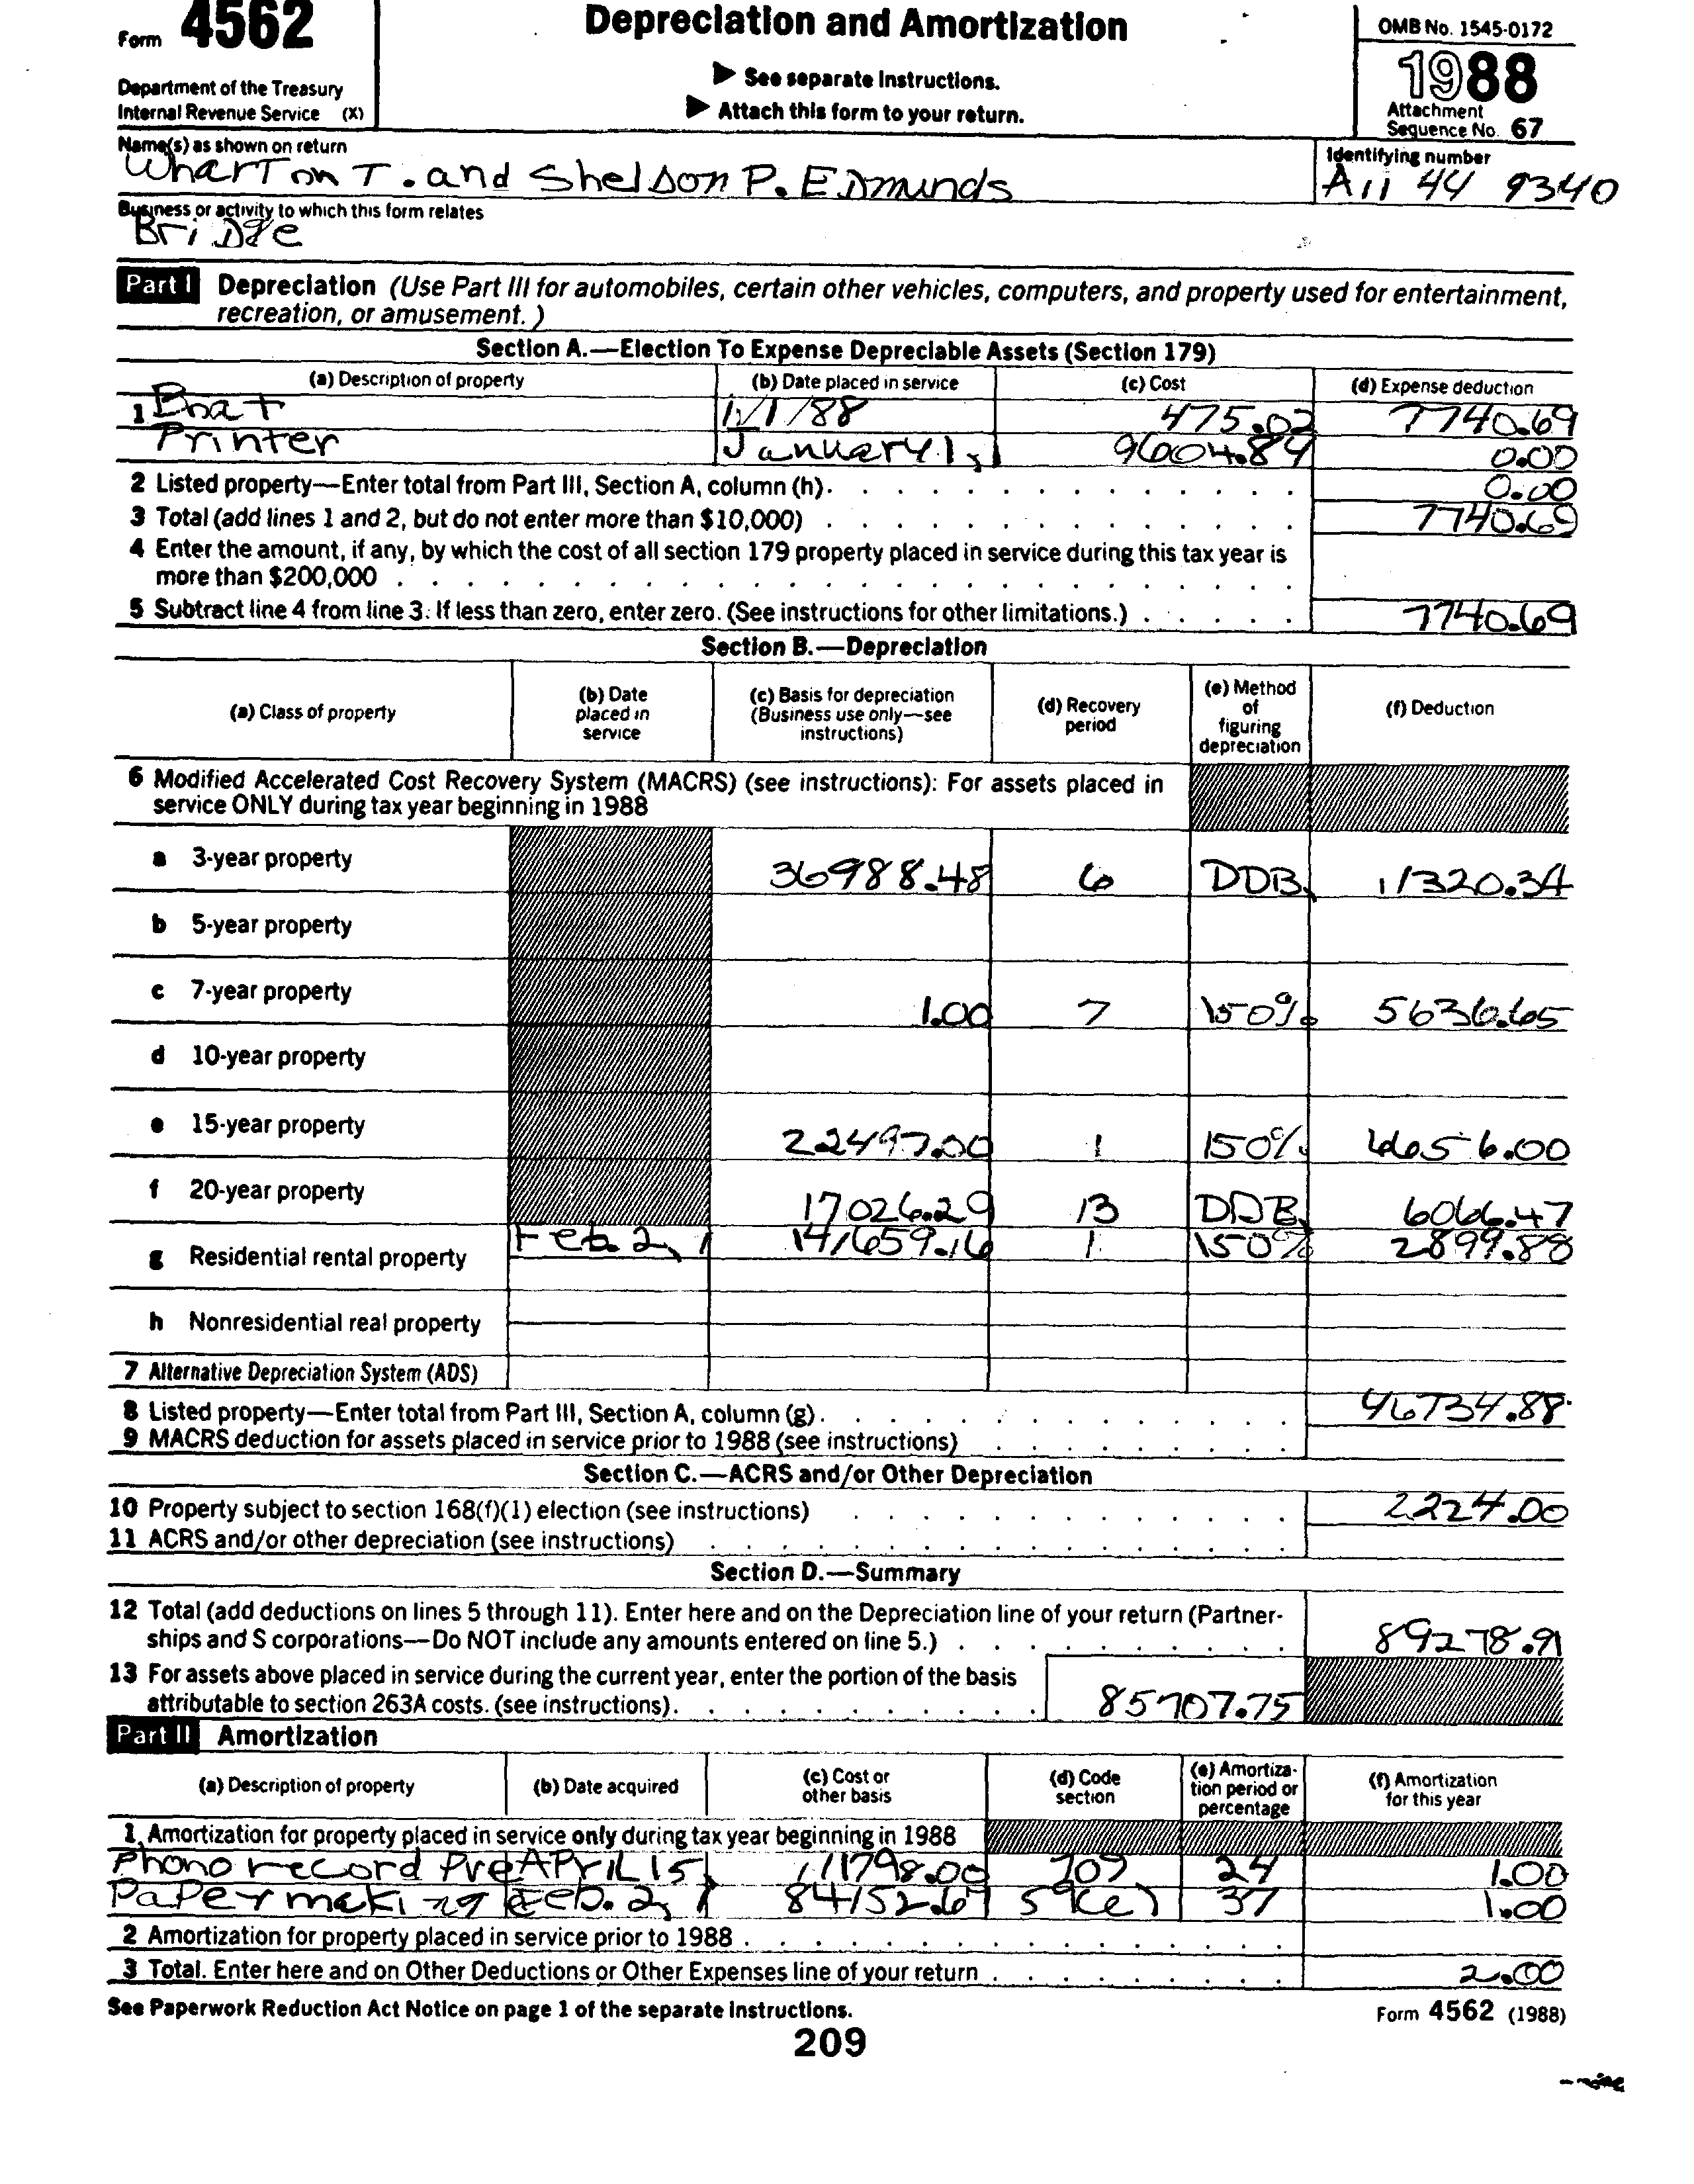 Form 4562
Depreciation and Amortization
OMB No. 1545-0172
1988
Department of the Treasury
Internal Revenue Service (X)
▶ See separate Instructions.
▶ Attach this form to your return.
Attachment
Sequence No. 67
Name(s) as shown on return
Identifying number
Wharton T. and Sheldon P. Edmunds
A11 44 9340
Business or activity to which this form relates
Bridge
Part I Depreciation (Use Part III for automobiles, certain other vehicles, computers, and property used for entertainment,
recreation, or amusement.)
Section A.—Election To Expense Depreciable Assets (Section 179)
(a) Description of property (b) Date placed in service (c) Cost (d) Expense deduction
1 Boat 11/1/88 475.02 7740.69
Printer January 1, 9604.84 0.00
2 Listed property—Enter total from Part III, Section A, column (h). 0.00
3 Total (add lines 1 and 2, but do not enter more than $10,000) 7740.69
4 Enter the amount, if any, by which the cost of all section 179 property placed in service during this tax year is
more than $200,000
5 Subtract line 4 from line 3. If less than zero, enter zero. (See instructions for other limitations.) 7740.69
Section B.—Depreciation
(a) Class of property (b) Date placed in service (c) Basis for depreciation (Business use only—see instructions) (d) Recovery period (e) Method of figuring depreciation (f) Deduction
6 Modified Accelerated Cost Recovery System (MACRS) (see instructions): For assets placed in
service ONLY during tax year beginning in 1988
a 3-year property 36988.48 6 DDB, 11320.34
b 5-year property
c 7-year property 1.00 7 150% 5636.65
d 10-year property
e 15-year property 22497.00 1 150% 6656.00
f 20-year property 17026.29 13 DDB, 6066.47
g Residential rental property Feb. 2, 1 141659.16 1 150% 2899.88
h Nonresidential real property
7 Alternative Depreciation System (ADS)
8 Listed property—Enter total from Part III, Section A, column (g). 46734.88
9 MACRS deduction for assets placed in service prior to 1988 (see instructions)
Section C.—ACRS and/or Other Depreciation
10 Property subject to section 168(f)(1) election (see instructions) 2224.00
11 ACRS and/or other depreciation (see instructions)
Section D.—Summary
12 Total (add deductions on lines 5 through 11). Enter here and on the Depreciation line of your return (Partner-
ships and S corporations—Do NOT include any amounts entered on line 5.) 89278.91
13 For assets above placed in service during the current year, enter the portion of the basis
attributable to section 263A costs. (see instructions). 85707.75
Part II Amortization
(a) Description of property (b) Date acquired (c) Cost or other basis (d) Code section (e) Amortiza-tion period or percentage (f) Amortization for this year
1 Amortization for property placed in service only during tax year beginning in 1988
Phonorecord Pre April 15, 111798.00 709 24 1.00
Papermaking Feb. 2, 1 84152.67 59(e) 37 1.00
2 Amortization for property placed in service prior to 1988
3 Total. Enter here and on Other Deductions or Other Expenses line of your return 2.00
See Paperwork Reduction Act Notice on page 1 of the separate Instructions.
Form 4562 (1988)
209